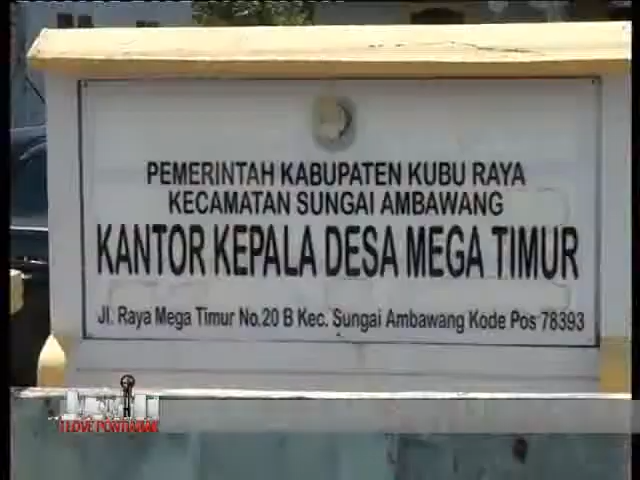 PEMERINTAH KABUPATEN KUBU RAYA
KECAMATAN SUNGAI AMBAWANG
KANTOR KEPALA DESA MEGA TIMUR
Jl. Raya Mega Timur No.20 B Kec. Sungai Ambawang Kode Pos 78393
I LOVE PONTIANAK